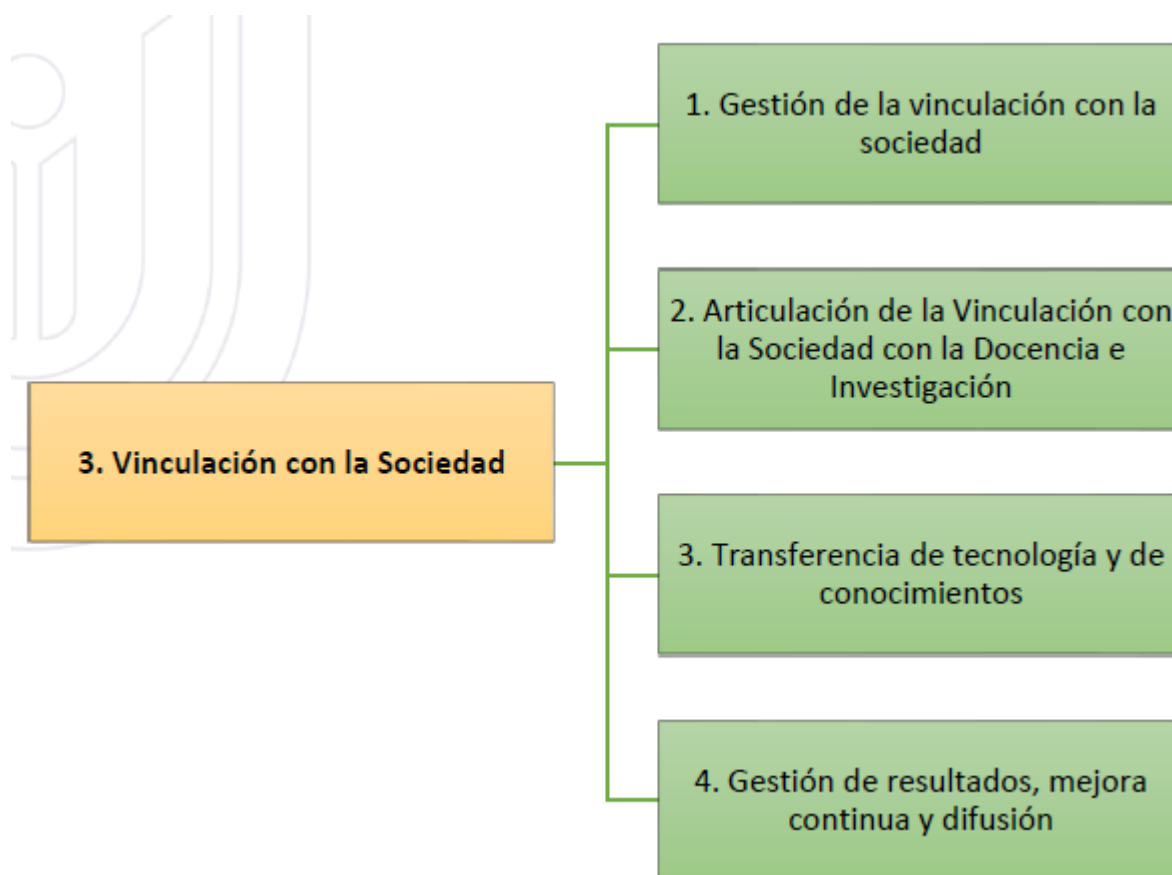 1. Gestión de la vinculación con la
sociedad
2. Articulación de la Vinculación con
la Sociedad con la Docencia e
Investigación
3. Vinculación con la Sociedad
3. Transferencia de tecnología y de
conocimientos
4. Gestión de resultados, mejora
continua y difusión